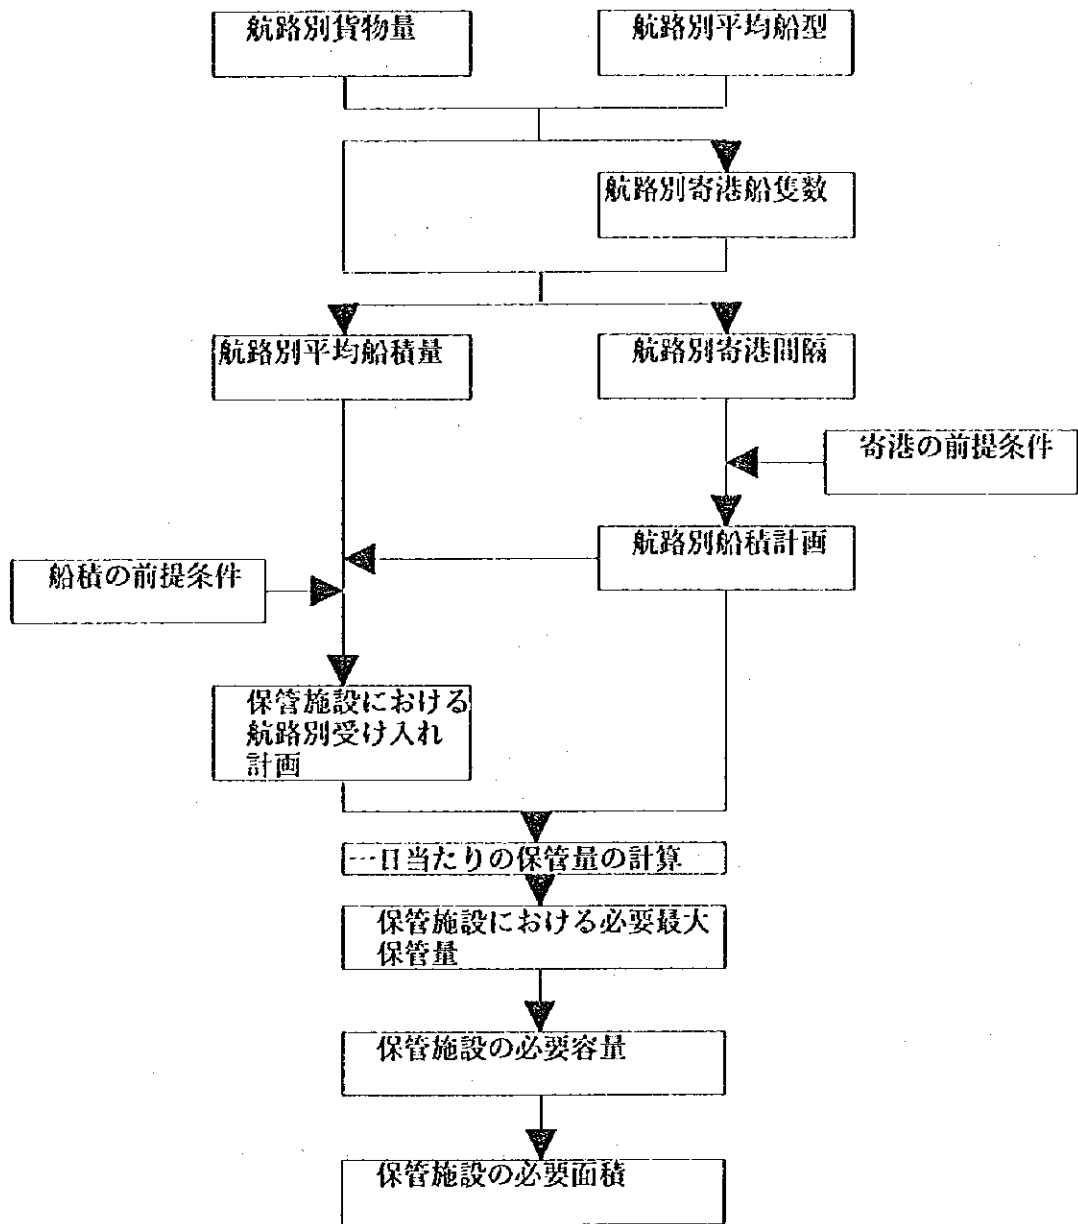 航路別貨物量
航路別平均船型
航路別寄港船隻数
航路別平均船積量
航路別寄港間隔
寄港の前提条件
航路別船積計画
船積の前提条件
保管施設における
航路別受け入れ
計画
一日当たりの保管量の計算
保管施設における必要最大
保管量
保管施設の必要容量
保管施設の必要面積